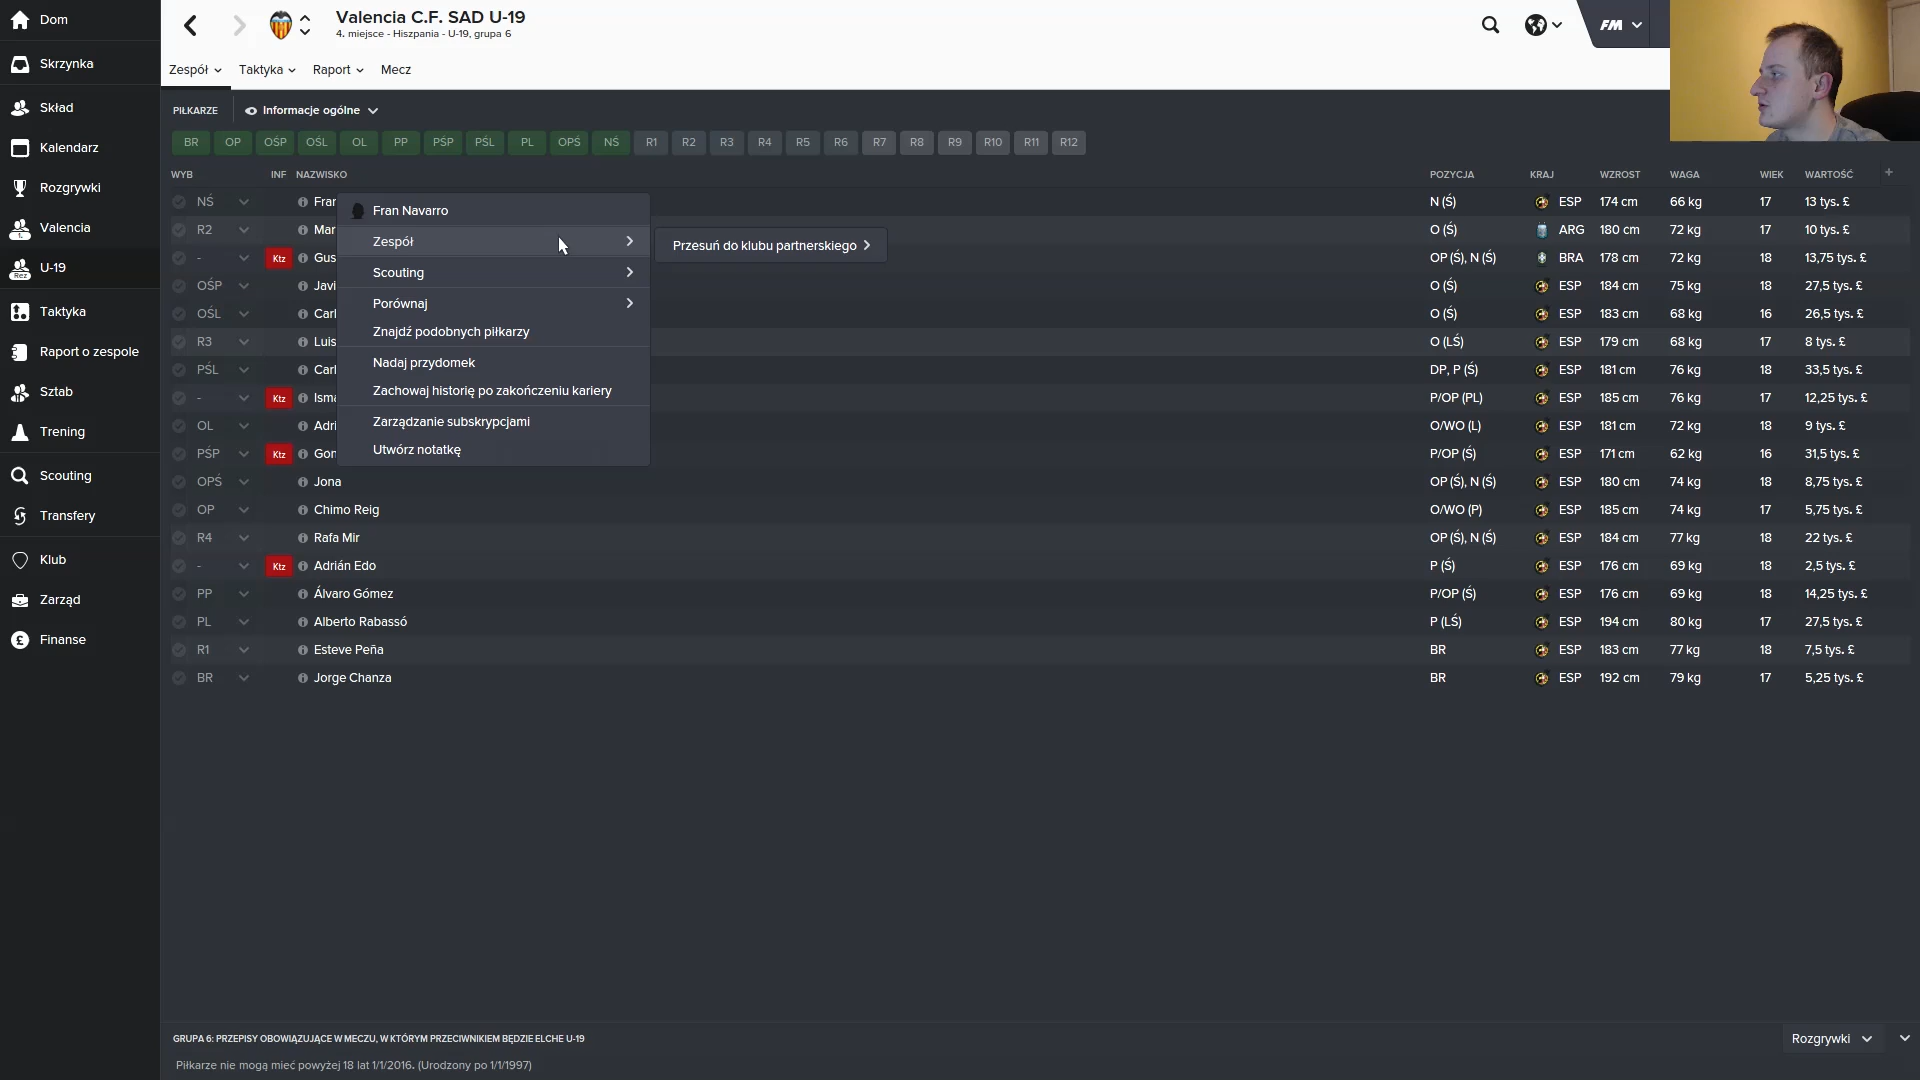 Dom
Skrzynka
Skład
Kalendarz
Rozgrywki
Valencia
U-19
Taktyka
Raport o zespole
Sztab
Trening
Scouting
Transfery
Klub
Zarząd
Finanse
Valencia C.F. SAD U-19
4. miejsce - Hiszpania - U-19, grupa 6
FM
Zespół Taktyka Raport Mecz
PIŁKARZE Informacje ogólne
BR OP OŚP OŚL OL PP PŚP PŚL PL OPŚ NŚ R1 R2 R3 R4 R5 R6 R7 R8 R9 R10 R11 R12
WYB INF NAZWISKO POZYCJA KRAJ WZROST WAGA WIEK WARTOŚĆ +
NŚ Fran N (Ś) ESP 174 cm 66 kg 17 13 tys. £
R2 Mar O (Ś) ARG 180 cm 72 kg 17 10 tys. £
- Ktz Gus OP (Ś), N (Ś) BRA 178 cm 72 kg 18 13,75 tys. £
OŚP Javi O (Ś) ESP 184 cm 75 kg 18 27,5 tys. £
OŚL Carl O (Ś) ESP 183 cm 68 kg 16 26,5 tys. £
R3 Luis O (LŚ) ESP 179 cm 68 kg 17 8 tys. £
PŚL Carl DP, P (Ś) ESP 181 cm 76 kg 18 33,5 tys. £
- Ktz Isma P/OP (PL) ESP 185 cm 76 kg 17 12,25 tys. £
OL Adri O/WO (L) ESP 181 cm 72 kg 18 9 tys. £
PŚP Ktz Gon P/OP (Ś) ESP 171 cm 62 kg 16 31,5 tys. £
OPŚ Jona OP (Ś), N (Ś) ESP 180 cm 74 kg 18 8,75 tys. £
OP Chimo Reig O/WO (P) ESP 185 cm 74 kg 17 5,75 tys. £
R4 Rafa Mir OP (Ś), N (Ś) ESP 184 cm 77 kg 18 22 tys. £
- Ktz Adrián Edo P (Ś) ESP 176 cm 69 kg 18 2,5 tys. £
PP Álvaro Gómez P/OP (Ś) ESP 176 cm 69 kg 18 14,25 tys. £
PL Alberto Rabassó P (LŚ) ESP 194 cm 80 kg 17 27,5 tys. £
R1 Esteve Peña BR ESP 183 cm 77 kg 18 7,5 tys. £
BR Jorge Chanza BR ESP 192 cm 79 kg 17 5,25 tys. £
Fran Navarro
Zespół
Przesuń do klubu partnerskiego
Scouting
Porównaj
Znajdź podobnych piłkarzy
Nadaj przydomek
Zachowaj historię po zakończeniu kariery
Zarządzanie subskrypcjami
Utwórz notatkę
GRUPA 6: PRZEPISY OBOWIĄZUJĄCE W MECZU, W KTÓRYM PRZECIWNIKIEM BĘDZIE ELCHE U-19
Rozgrywki
Piłkarze nie mogą mieć powyżej 18 lat 1/1/2016. (Urodzony po 1/1/1997)